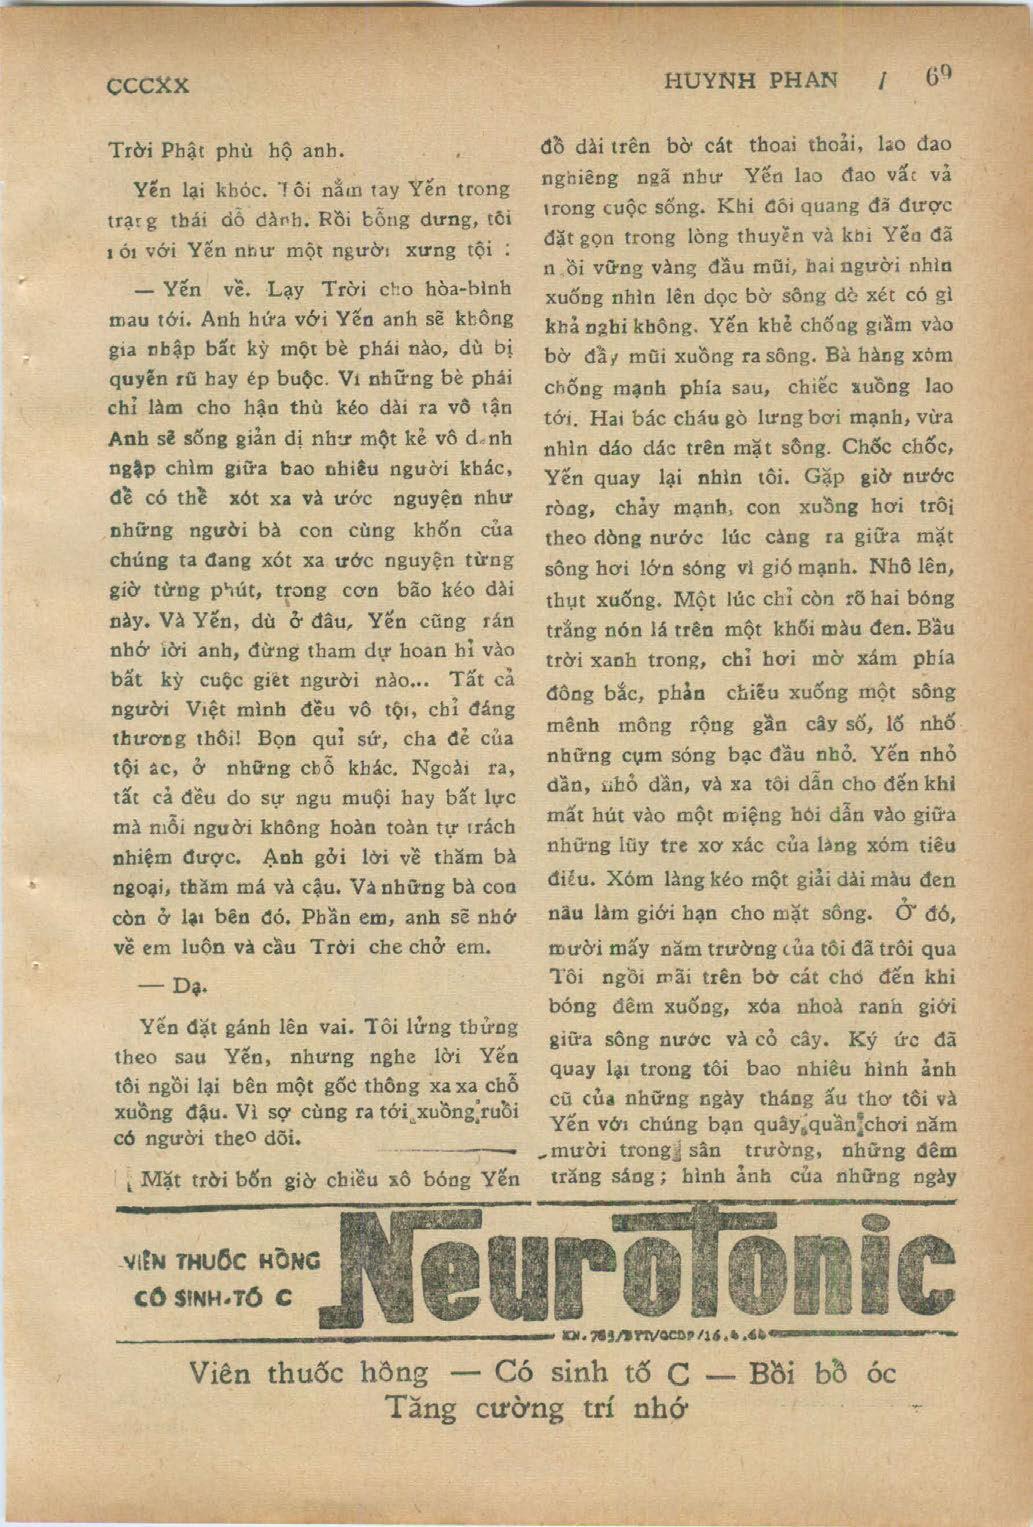 CCCXX
HUYNH PHAN / 69
Trời Phật phù hộ anh.
Yến lại khóc. Tôi nắm tay Yến trong
trạng thái dỗ dành. Rồi bỗng dưng, tôi
nói với Yến như một người xưng tội :
— Yến về. Lạy Trời cho hòa-bình
mau tới. Anh hứa với Yến anh sẽ không
gia nhập bất kỳ một bè phái nào, dù bị
quyến rũ hay ép buộc. Vì những bè phái
chỉ làm cho hận thù kéo dài ra vô tận
Anh sẽ sống giản dị như một kẻ vô danh
ngập chìm giữa bao nhiêu người khác,
để có thể xót xa và ước nguyện như
những người bà con cùng khốn của
chúng ta đang xót xa ước nguyện từng
giờ từng phút, trong cơn bão kéo dài
này. Và Yến, dù ở đâu, Yến cũng rán
nhớ lời anh, đừng tham dự hoan hỉ vào
bất kỳ cuộc giết người nào... Tất cả
người Việt mình đều vô tội, chỉ đáng
thương thôi! Bọn quỉ sứ, cha đẻ của
tội ác, ở những chỗ khác. Ngoài ra,
tất cả đều do sự ngu muội hay bất lực
mà mỗi người không hoàn toàn tự trách
nhiệm được. Anh gởi lời về thăm bà
ngoại, thăm má và cậu. Và những bà con
còn ở lại bên đó. Phần em, anh sẽ nhớ
về em luôn và cầu Trời che chở em.
— Dạ.
Yến đặt gánh lên vai. Tôi lửng thửng
theo sau Yến, nhưng nghe lời Yến
tôi ngồi lại bên một gốc thông xa xa chỗ
xuồng đậu. Vì sợ cùng ra tới xuồng ruồi
có người theo dõi.
Mặt trời bốn giờ chiều xô bóng Yến
đổ dài trên bờ cát thoai thoải, lao đao
nghiêng ngã như Yến lao đao vất vả
trong cuộc sống. Khi đôi quang đã được
đặt gọn trong lòng thuyền và khi Yến đã
ngồi vững vàng đầu mũi, hai người nhìn
xuống nhìn lên dọc bờ sông dè xét có gì
khả nghi không. Yến khẻ chống giầm vào
bờ đẩy mũi xuồng ra sông. Bà hàng xóm
chống mạnh phía sau, chiếc xuồng lao
tới. Hai bác cháu gò lưng bơi mạnh, vừa
nhìn dáo dác trên mặt sông. Chốc chốc,
Yến quay lại nhìn tôi. Gặp giờ nước
ròng, chảy mạnh, con xuồng hơi trôi
theo dòng nước lúc càng ra giữa mặt
sông hơi lớn sóng vì gió mạnh. Nhô lên,
thụt xuống. Một lúc chỉ còn rõ hai bóng
trắng nón lá trên một khối màu đen. Bầu
trời xanh trong, chỉ hơi mờ xám phía
đông bắc, phản chiếu xuống một sông
mênh mông rộng gần cây số, lố nhố
những cụm sóng bạc đầu nhỏ. Yến nhỏ
dần, nhỏ dần, và xa tôi dần cho đến khi
mất hút vào một miệng hói dẫn vào giữa
những lũy tre xơ xác của làng xóm tiêu
điều. Xóm làng kéo một giải dài màu đen
nâu làm giới hạn cho mặt sông. Ở đó,
mười mấy năm trường của tôi đã trôi qua
Tôi ngồi mãi trên bờ cát cho đến khi
bóng đêm xuống, xóa nhoà ranh giới
giữa sông nước và cỏ cây. Ký ức đã
quay lại trong tôi bao nhiêu hình ảnh
cũ của những ngày tháng ấu thơ tôi và
Yến với chúng bạn quây quần chơi năm
mười trong sân trường, những đêm
trăng sáng ; hình ảnh của những ngày
VIÊN THUỐC HỒNG
CÓ SINH-TỐ C
NeuroTonic
KN. 783/BYT/QCDP/16.4.64
Viên thuốc hồng — Có sinh tố C — Bồi bổ óc
Tăng cường trí nhớ